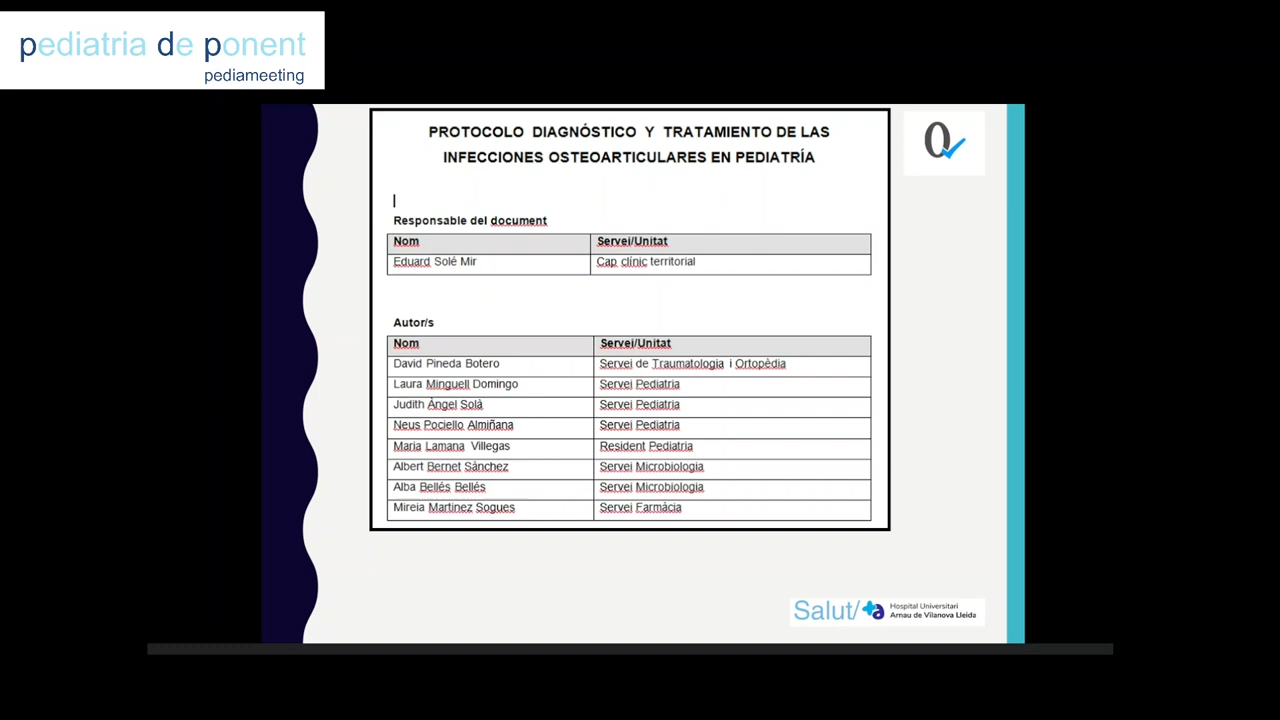 pediatria de ponent
pediameeting
PROTOCOLO DIAGNÓSTICO Y TRATAMIENTO DE LAS
INFECCIONES OSTEOARTICULARES EN PEDIATRÍA
Responsable del document
Nom Servei/Unitat
Eduard Solé Mir Cap clínic territorial
Autor/s
Nom Servei/Unitat
David Pineda Botero Servei de Traumatologia i Ortopèdia
Laura Minguell Domingo Servei Pediatria
Judith Àngel Solà Servei Pediatria
Neus Pociello Almiñana Servei Pediatria
Maria Lamana Villegas Resident Pediatria
Albert Bernet Sánchez Servei Microbiologia
Alba Bellés Bellés Servei Microbiologia
Mireia Martinez Sogues Servei Farmàcia
Salut/ Hospital Universitari
Arnau de Vilanova Lleida